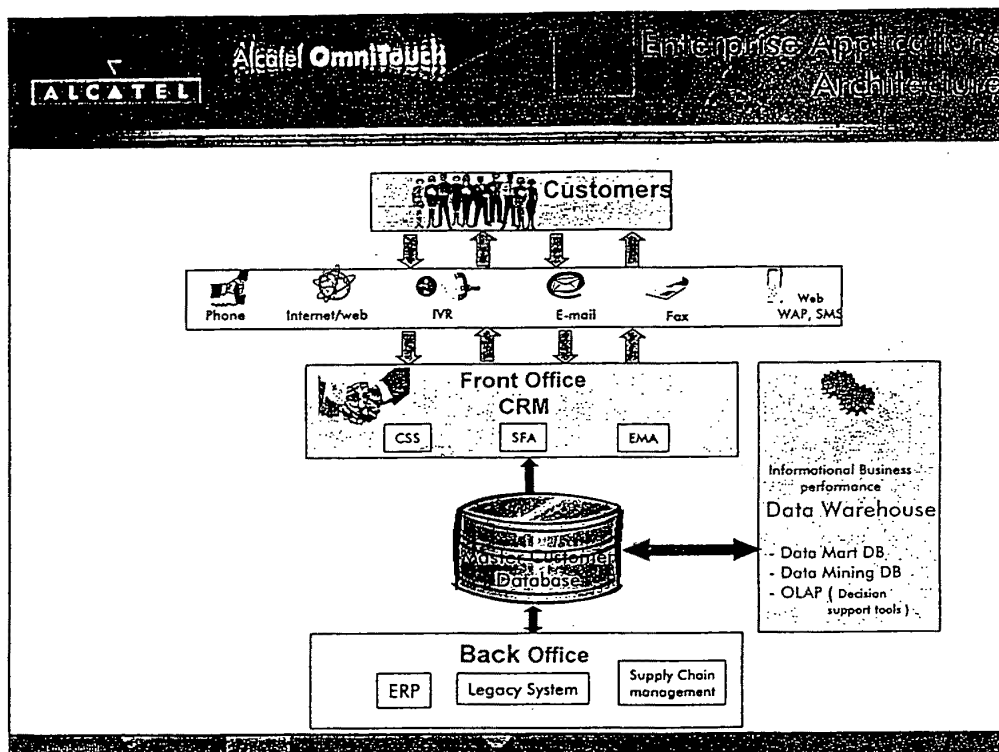 ALCATEL
Alcatel OmniTouch
Enterprise Applications
Architecture
Customers
Phone
Internet/web
IVR
E-mail
Fax
Web
WAP, SMS
Front Office
CRM
CSS
SFA
EMA
Informational Business
performance
Data Warehouse
- Data Mart DB
- Data Mining DB
- OLAP ( Decision
support tools )
Master Customer
Database
Back Office
ERP
Legacy System
Supply Chain
management